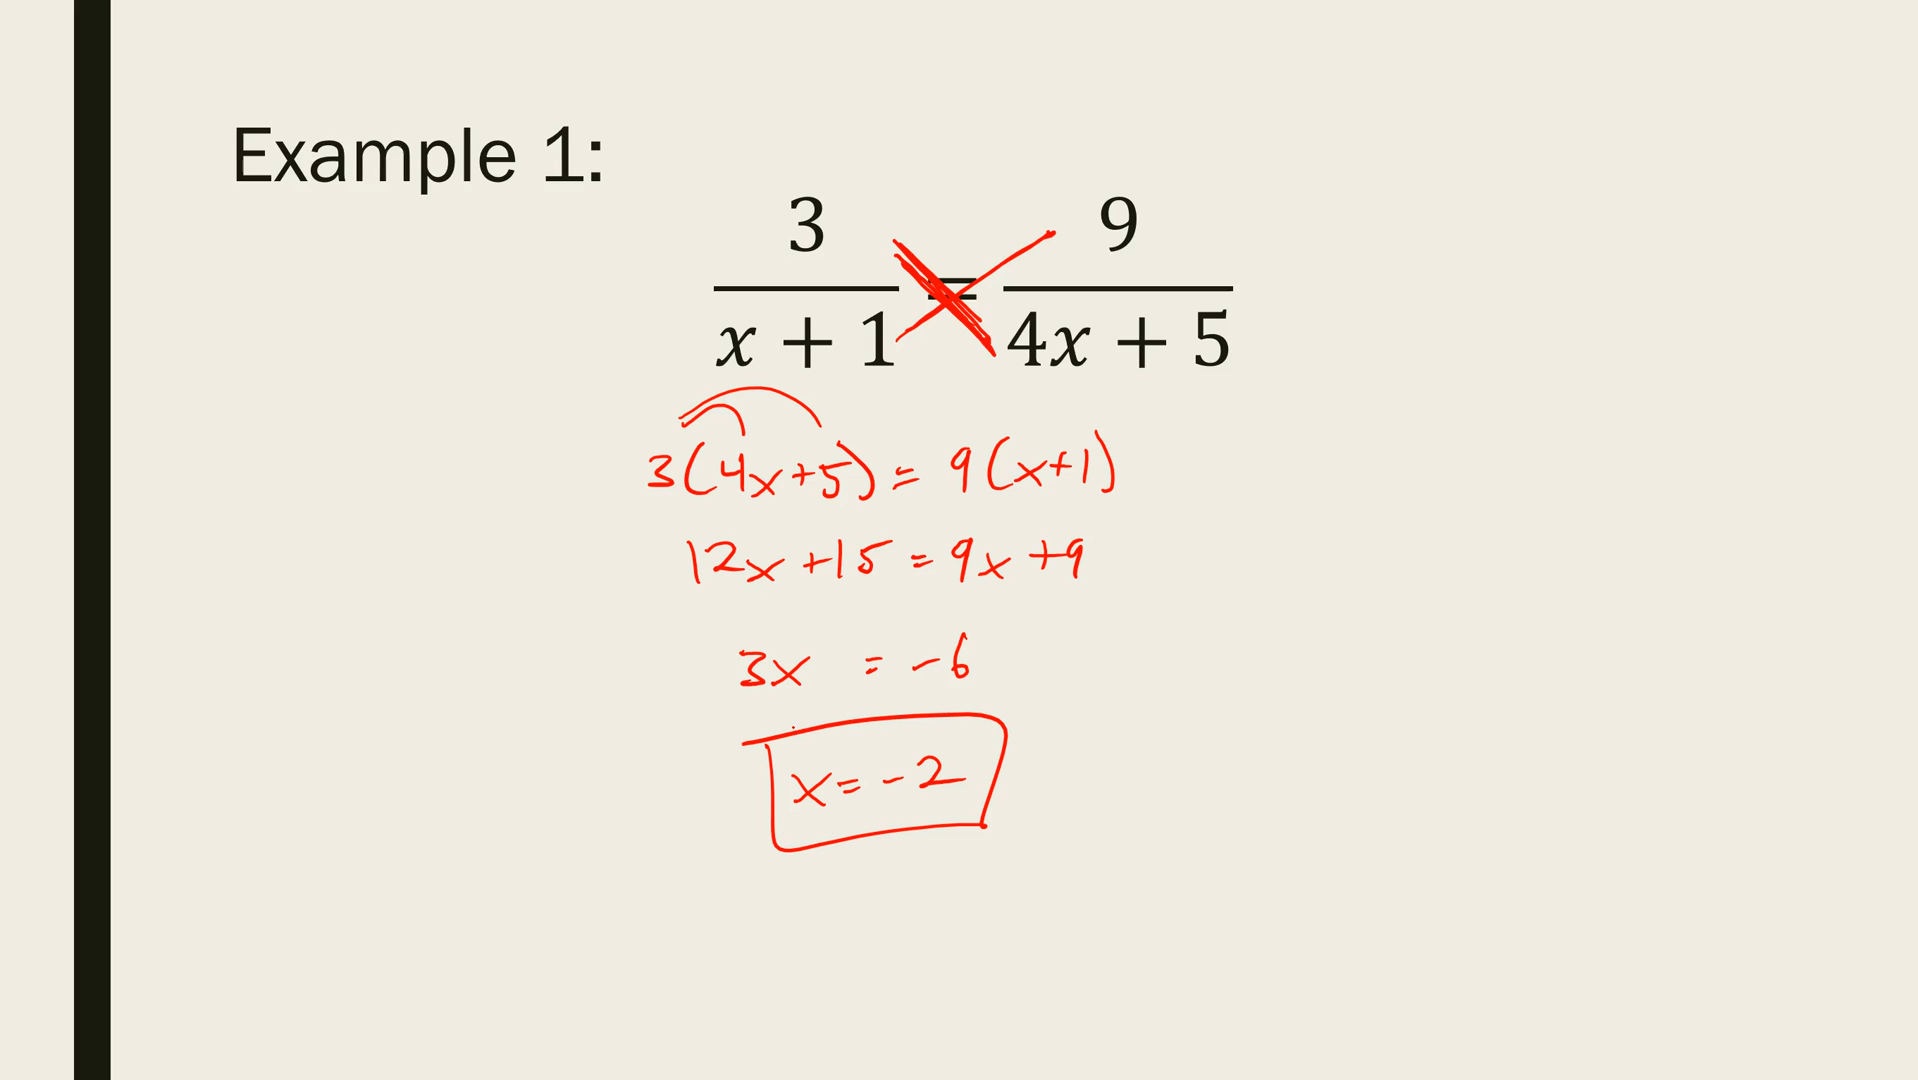 Example 1:
3/(x + 1) = 9/(4x + 5)
3(4x+5) = 9(x+1)
12x +15 = 9x +9
3x = -6
x = -2